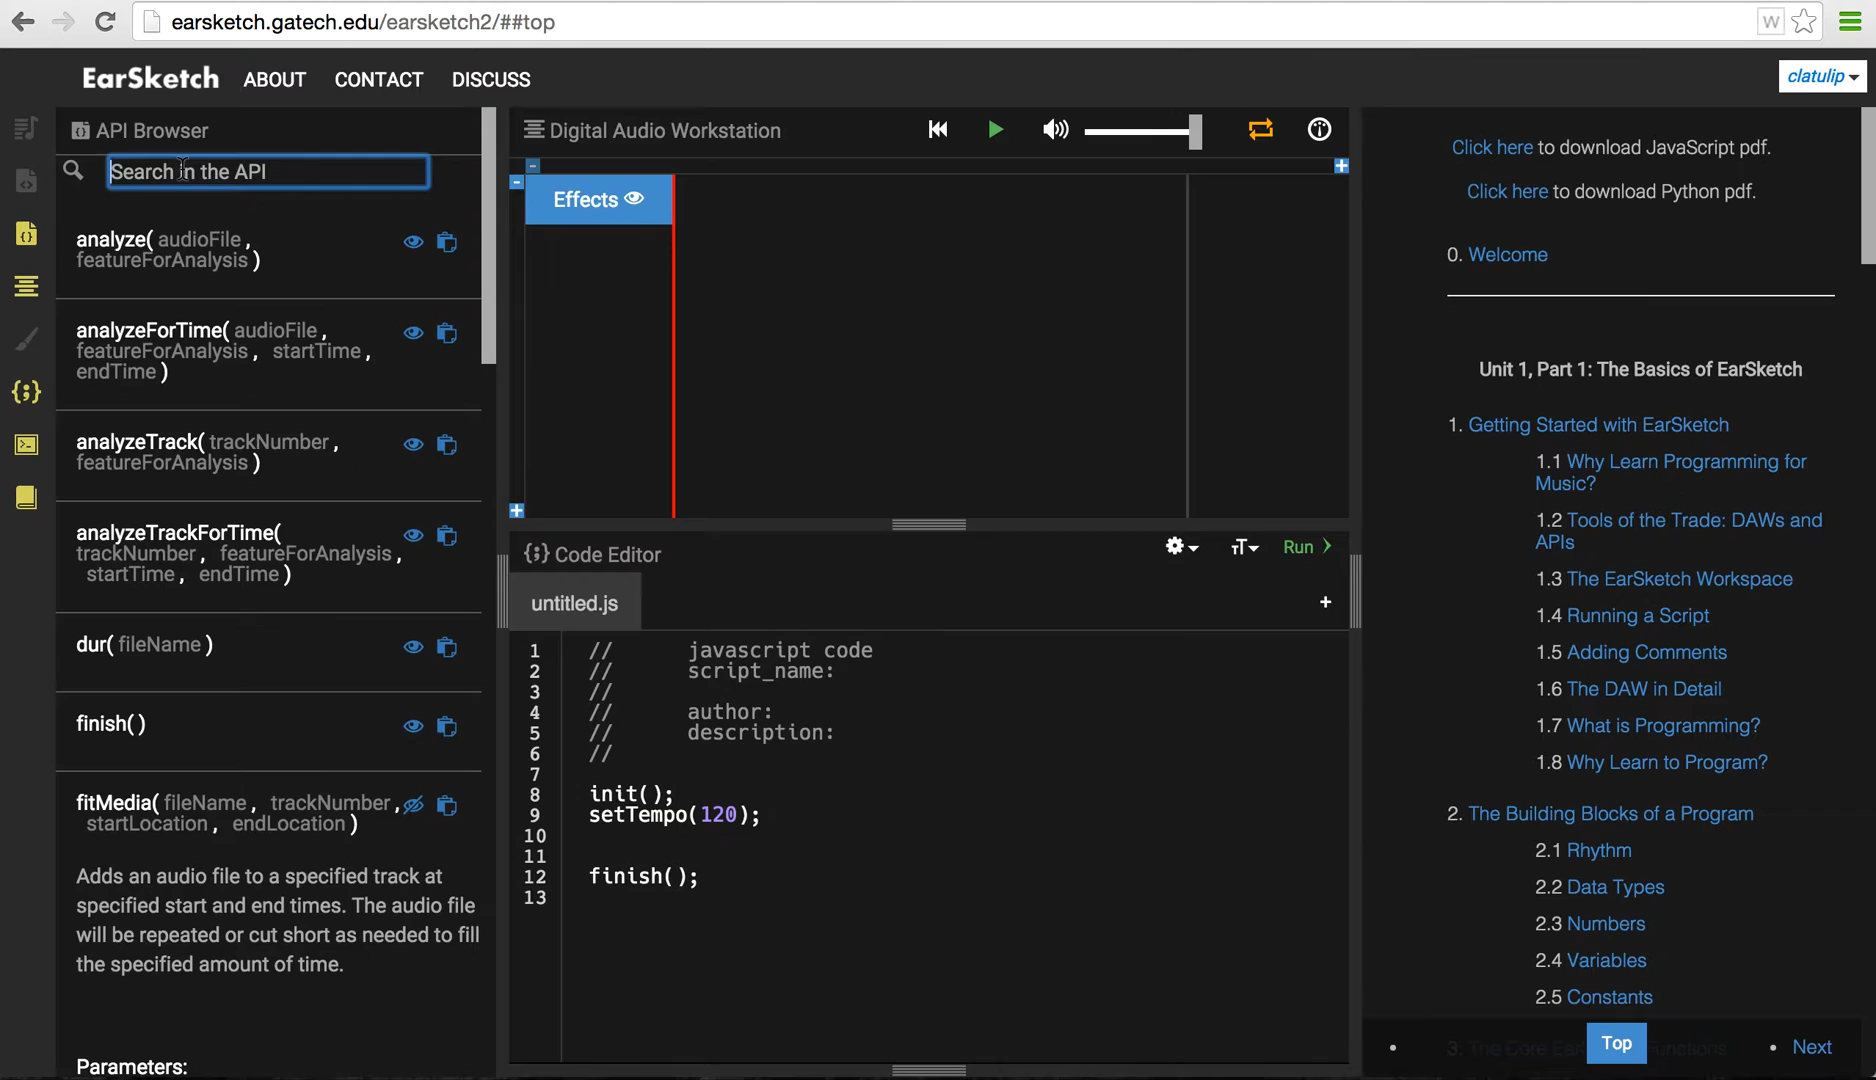 earsketch.gatech.edu/earsketch2/##top
W
EarSketch
ABOUT
CONTACT
DISCUSS
clatulip
API Browser
Search in the API
analyze( audioFile ,
featureForAnalysis )
analyzeForTime( audioFile ,
featureForAnalysis , startTime ,
endTime )
analyzeTrack( trackNumber ,
featureForAnalysis )
analyzeTrackForTime(
trackNumber , featureForAnalysis ,
startTime , endTime )
dur( fileName )
finish( )
fitMedia( fileName , trackNumber ,
startLocation , endLocation )
Adds an audio file to a specified track at
specified start and end times. The audio file
will be repeated or cut short as needed to fill
the specified amount of time.
Parameters:
Digital Audio Workstation
Effects
Code Editor
Run
untitled.js
1 // javascript code
2 // script_name:
3 //
4 // author:
5 // description:
6 //
7
8 init();
9 setTempo(120);
10
11
12 finish();
13
Click here to download JavaScript pdf.
Click here to download Python pdf.
0. Welcome
Unit 1, Part 1: The Basics of EarSketch
1. Getting Started with EarSketch
1.1 Why Learn Programming for
Music?
1.2 Tools of the Trade: DAWs and
APIs
1.3 The EarSketch Workspace
1.4 Running a Script
1.5 Adding Comments
1.6 The DAW in Detail
1.7 What is Programming?
1.8 Why Learn to Program?
2. The Building Blocks of a Program
2.1 Rhythm
2.2 Data Types
2.3 Numbers
2.4 Variables
2.5 Constants
3. The Core Ear Functions
Top
Next